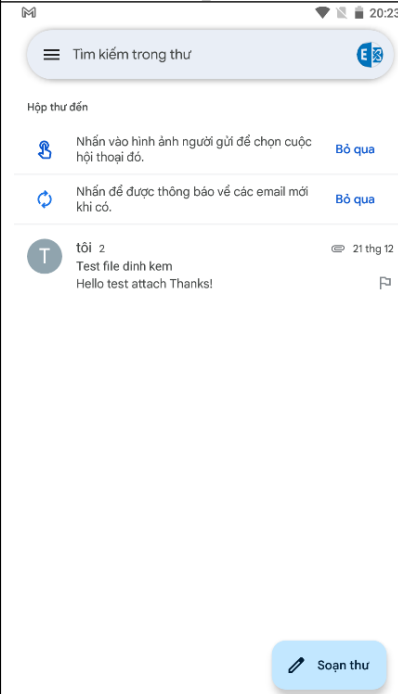 20:23
Tìm kiếm trong thư
E
Hộp thư đến
Nhấn vào hình ảnh người gửi để chọn cuộc
hội thoại đó.
Bỏ qua
Nhấn để được thông báo về các email mới
khi có.
Bỏ qua
T
tôi 2
21 thg 12
Test file dinh kem
Hello test attach Thanks!
Soạn thư